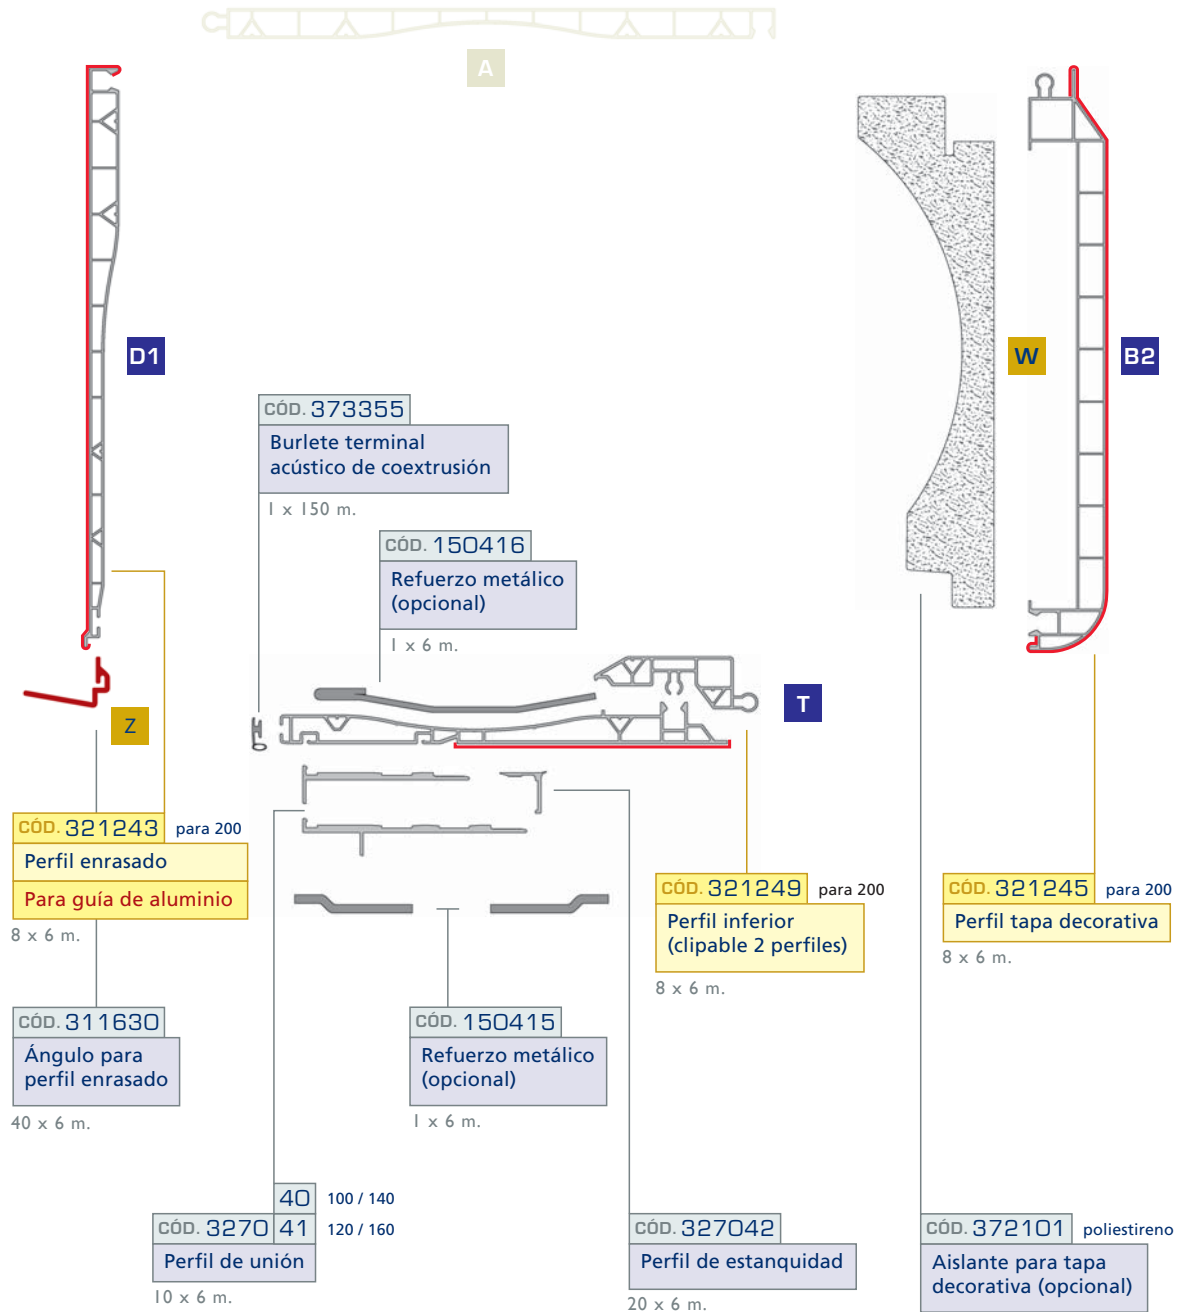 A
D1
W
B2
CÓD. 373355
Burlete terminal
acústico de coextrusión
1 x 150 m.
CÓD. 150416
Refuerzo metálico
(opcional)
1 x 6 m.
Z
T
CÓD. 321243 para 200
Perfil enrasado
Para guía de aluminio
8 x 6 m.
CÓD. 321249 para 200
Perfil inferior
(clipable 2 perfiles)
8 x 6 m.
CÓD. 321245 para 200
Perfil tapa decorativa
8 x 6 m.
CÓD. 311630
Ángulo para
perfil enrasado
40 x 6 m.
CÓD. 150415
Refuerzo metálico
(opcional)
1 x 6 m.
40 100 / 140
CÓD. 3270 41 120 / 160
Perfil de unión
10 x 6 m.
CÓD. 327042
Perfil de estanquidad
20 x 6 m.
CÓD. 372101 poliestireno
Aislante para tapa
decorativa (opcional)